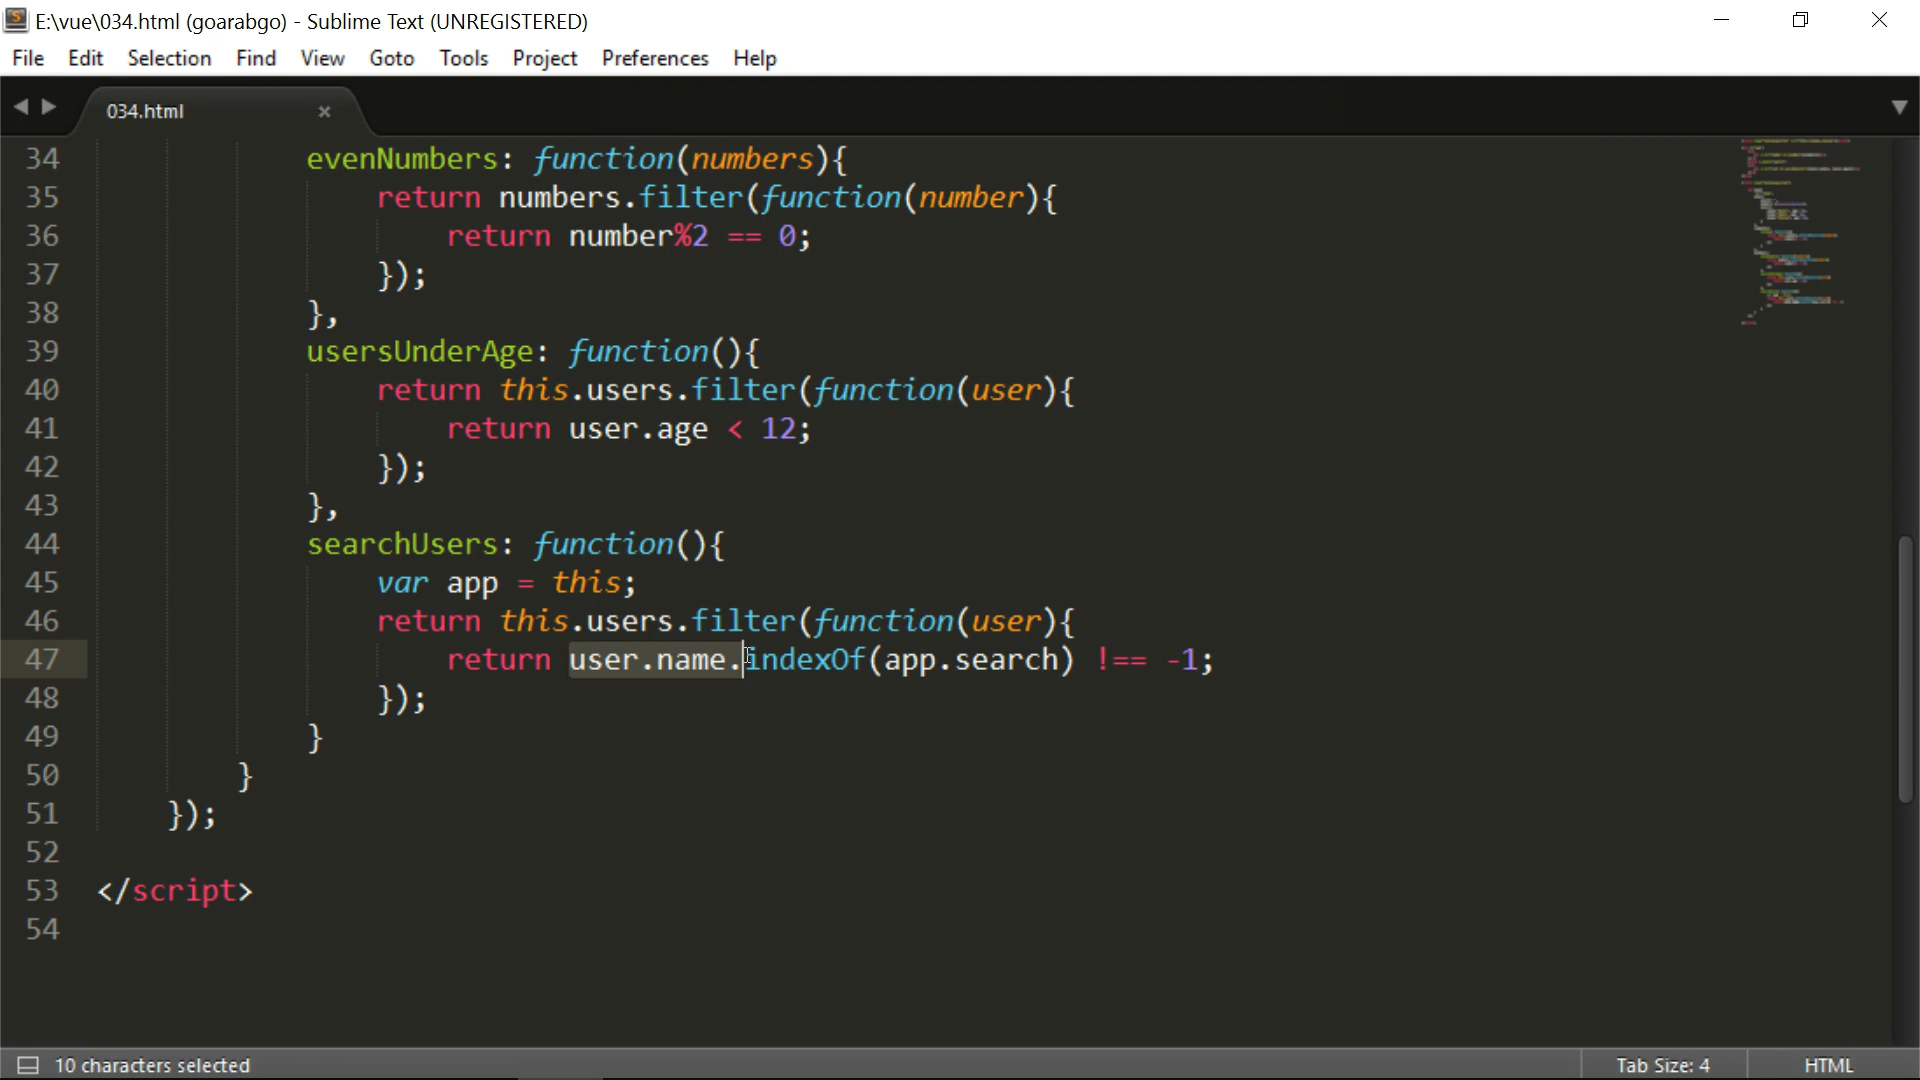 E:\vue\034.html (goarabgo) - Sublime Text (UNREGISTERED)
File Edit Selection Find View Goto Tools Project Preferences Help
034.html
34 evenNumbers: function(numbers){
35 return numbers.filter(function(number){
36 return number%2 == 0;
37 });
38 },
39 usersUnderAge: function(){
40 return this.users.filter(function(user){
41 return user.age < 12;
42 });
43 },
44 searchUsers: function(){
45 var app = this;
46 return this.users.filter(function(user){
47 return user.name.indexOf(app.search) !== -1;
48 });
49 }
50 }
51 });
52
53 </script>
54
10 characters selected Tab Size: 4 HTML